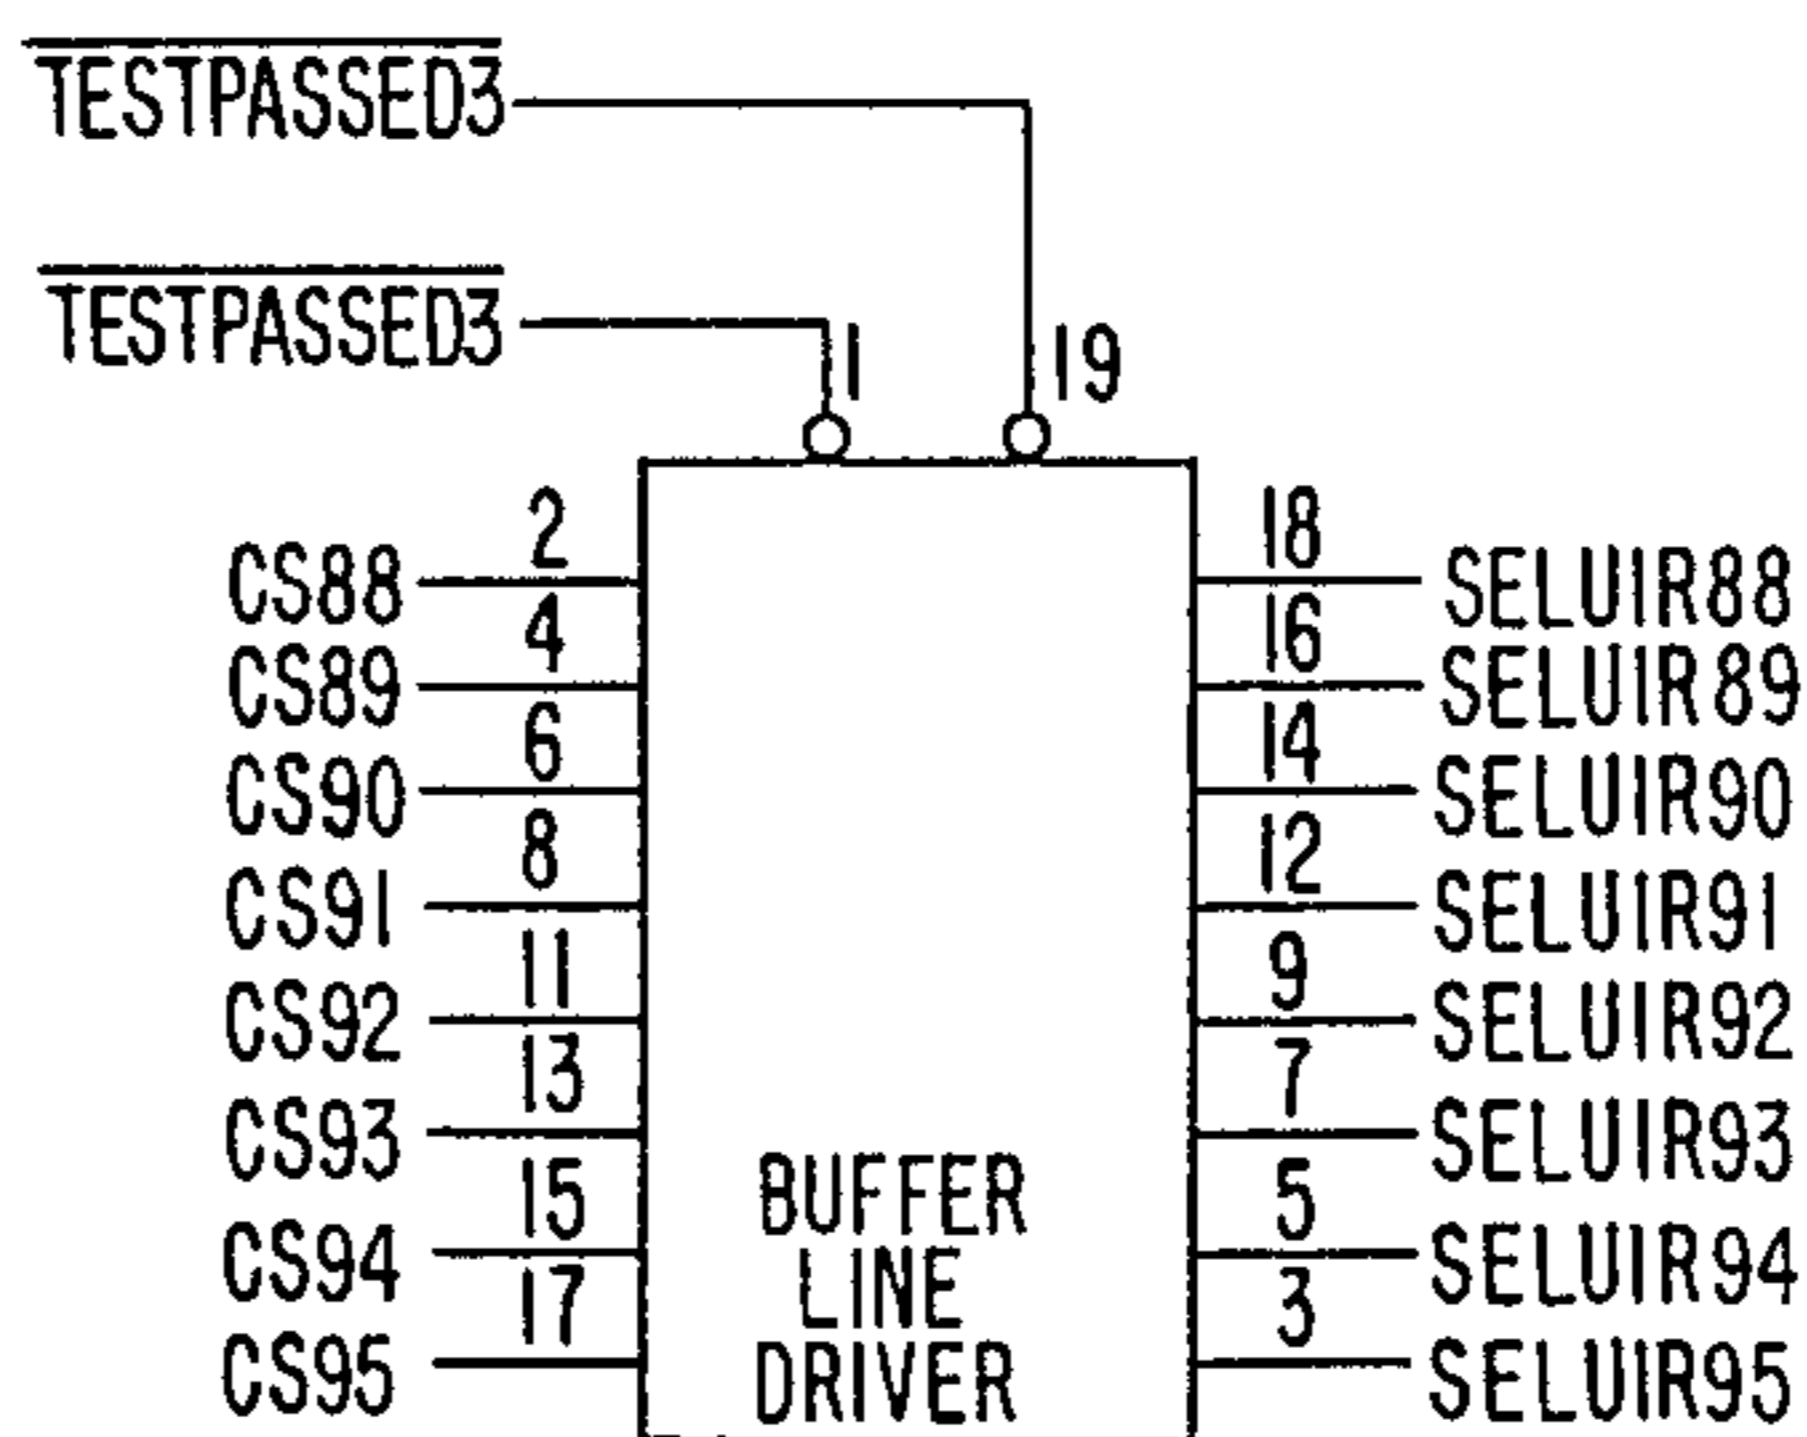 TESTPASSED3
TESTPASSED3
1 19
2 18
CS88 SELUIR88
4 16
CS89 SELUIR89
6 14
CS90 SELUIR90
8 12
CS91 SELUIR91
11 9
CS92 SELUIR92
13 7
CS93 SELUIR93
15 5
CS94 SELUIR94
17 3
CS95 SELUIR95
BUFFER
LINE
DRIVER